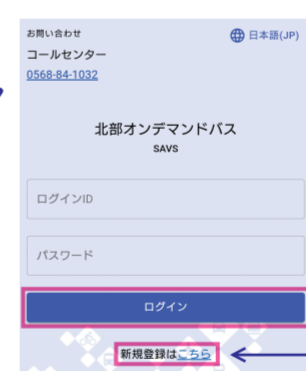 お問い合わせ
日本語(JP)
コールセンター
0568-84-1032
北部オンデマンドバス
SAVS
ログインID
パスワード
ログイン
新規登録はこちら